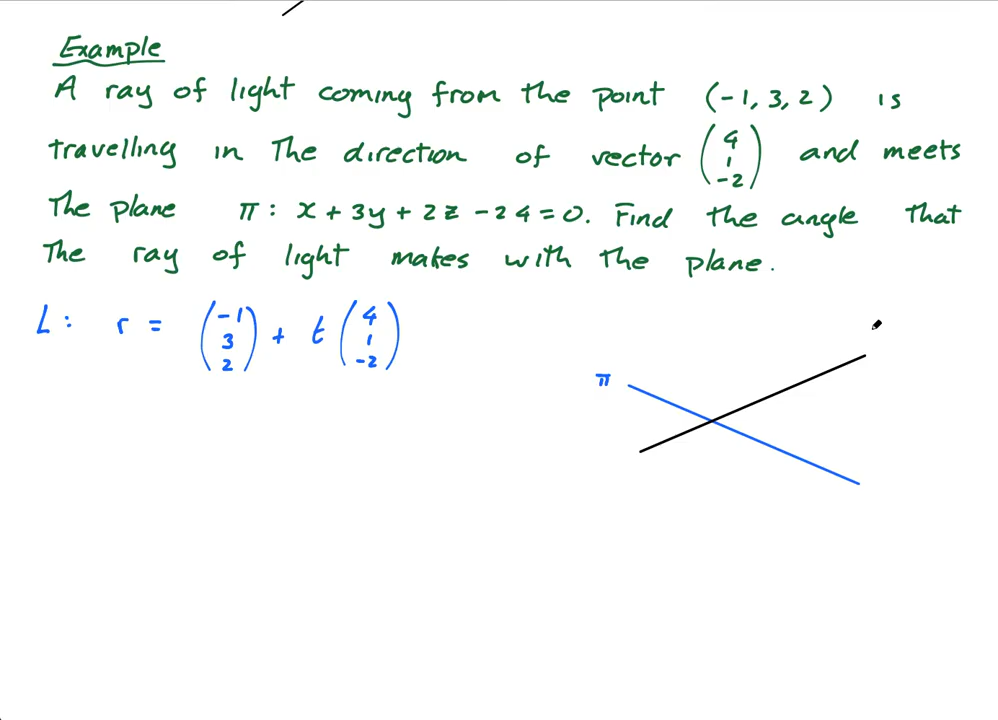 Example
A ray of light coming from the point (-1, 3, 2) is
travelling in The direction of vector (4 1 -2) and meets
The plane π: x + 3y + 2z - 24 = 0. Find the angle that
The ray of light makes with the plane.
L: r = (-1 3 2) + t (4 1 -2)
π